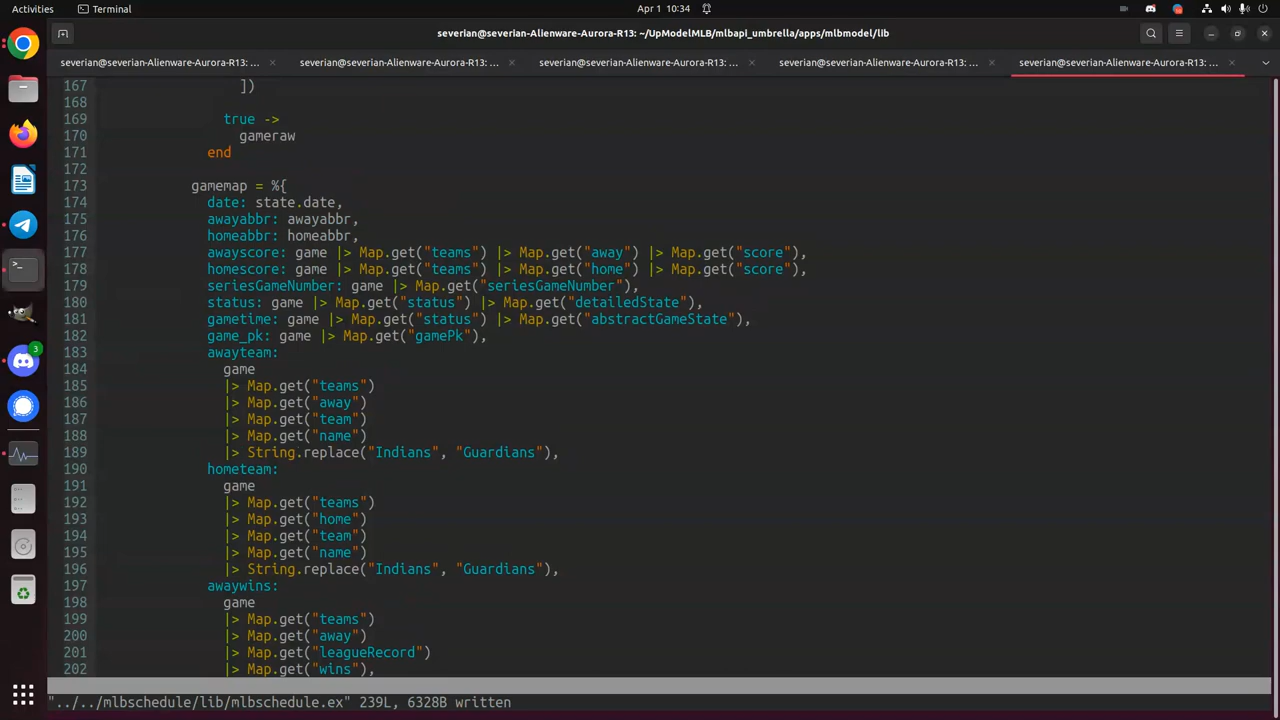 Activities
Terminal
Apr 1 10:34
severian@severian-Alienware-Aurora-R13: ~/UpModelMLB/mlbapi_umbrella/apps/mlbmodel/lib
severian@severian-Alienware-Aurora-R13: ...
severian@severian-Alienware-Aurora-R13: ...
severian@severian-Alienware-Aurora-R13: ...
severian@severian-Alienware-Aurora-R13: ...
severian@severian-Alienware-Aurora-R13: ...
167 ])
168
169 true ->
170 gameraw
171 end
172
173 gamemap = %{
174 date: state.date,
175 awayabbr: awayabbr,
176 homeabbr: homeabbr,
177 awayscore: game |> Map.get("teams") |> Map.get("away") |> Map.get("score"),
178 homescore: game |> Map.get("teams") |> Map.get("home") |> Map.get("score"),
179 seriesGameNumber: game |> Map.get("seriesGameNumber"),
180 status: game |> Map.get("status") |> Map.get("detailedState"),
181 gametime: game |> Map.get("status") |> Map.get("abstractGameState"),
182 game_pk: game |> Map.get("gamePk"),
183 awayteam:
184 game
185 |> Map.get("teams")
186 |> Map.get("away")
187 |> Map.get("team")
188 |> Map.get("name")
189 |> String.replace("Indians", "Guardians"),
190 hometeam:
191 game
192 |> Map.get("teams")
193 |> Map.get("home")
194 |> Map.get("team")
195 |> Map.get("name")
196 |> String.replace("Indians", "Guardians"),
197 awaywins:
198 game
199 |> Map.get("teams")
200 |> Map.get("away")
201 |> Map.get("leagueRecord")
202 |> Map.get("wins"),
"../../mlbschedule/lib/mlbschedule.ex" 239L, 6328B written
3